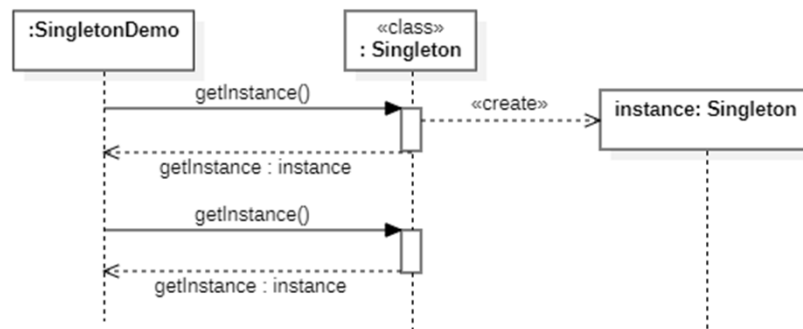 :SingletonDemo
«class»
: Singleton
getInstance()
«create»
instance: Singleton
getInstance : instance
getInstance()
getInstance : instance